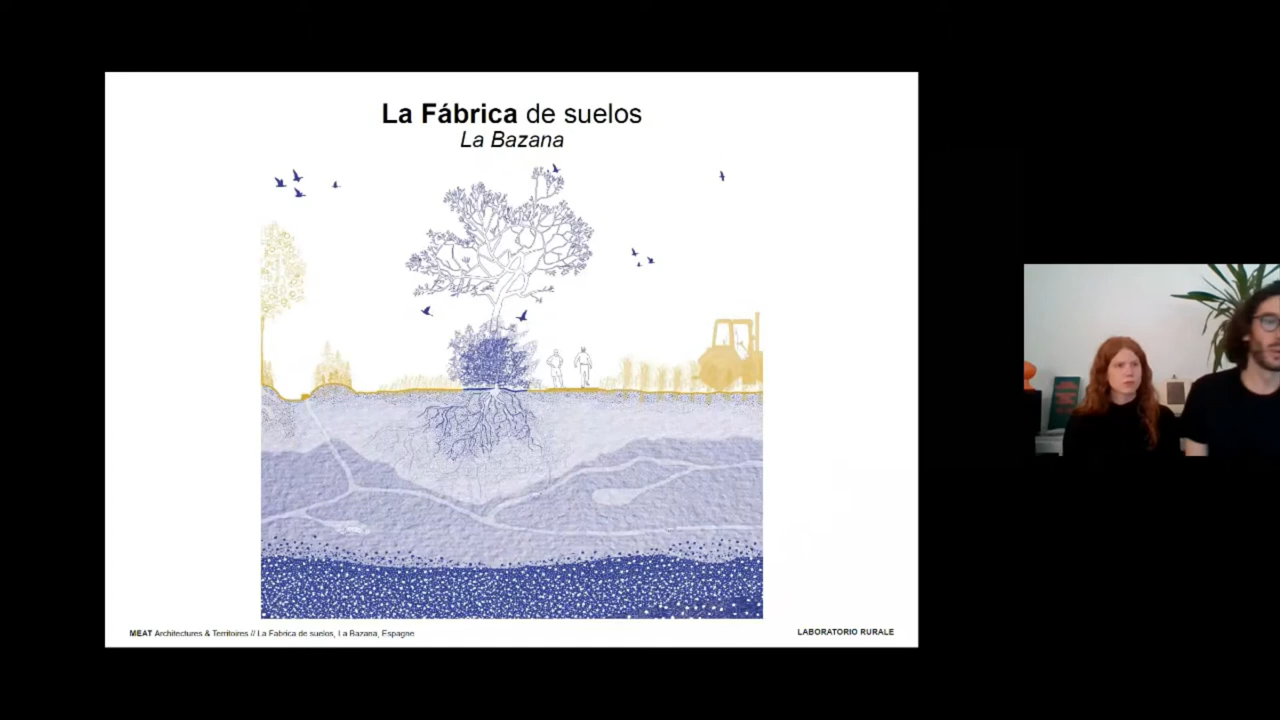 La Fábrica de suelos
La Bazana
MEAT Architectures & Territoires // La Fabrica de suelos, La Bazana, Espagne
LABORATORIO RURALE